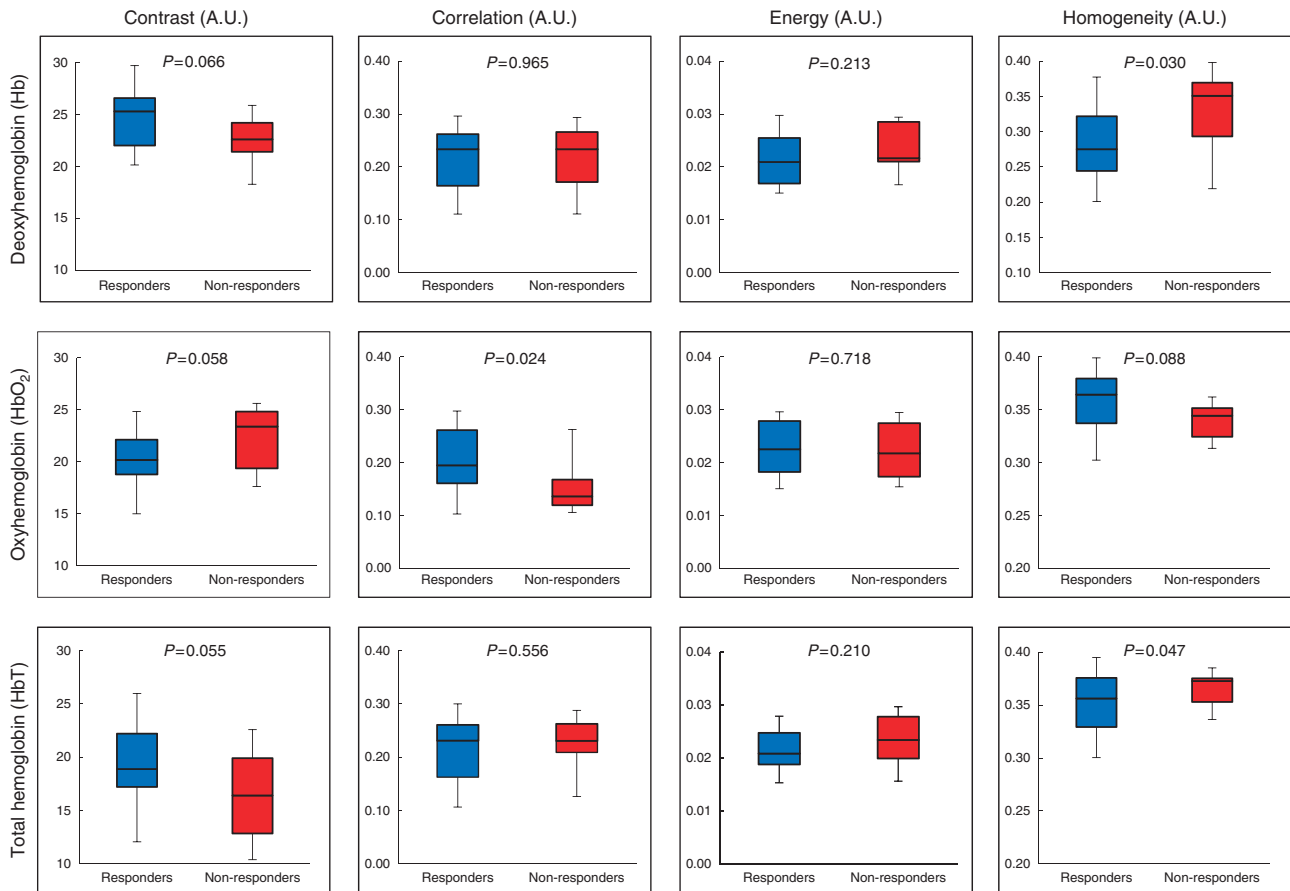 Contrast (A.U.) Correlation (A.U.) Energy (A.U.) Homogeneity (A.U.)
Deoxyhemoglobin (Hb)
P=0.066
30
25
20
15
10
Responders Non-responders
P=0.965
0.40
0.30
0.20
0.10
0.00
Responders Non-responders
P=0.213
0.04
0.03
0.02
0.01
0.00
Responders Non-responders
P=0.030
0.40
0.35
0.30
0.25
0.20
0.15
0.10
Responders Non-responders
Oxyhemoglobin (HbO₂)
P=0.058
30
25
20
15
10
Responders Non-responders
P=0.024
0.40
0.30
0.20
0.10
0.00
Responders Non-responders
P=0.718
0.04
0.03
0.02
0.01
0.00
Responders Non-responders
P=0.088
0.40
0.35
0.30
0.25
0.20
Responders Non-responders
Total hemoglobin (HbT)
P=0.055
30
25
20
15
10
Responders Non-responders
P=0.556
0.40
0.30
0.20
0.10
0.00
Responders Non-responders
P=0.210
0.04
0.03
0.02
0.01
0.00
Responders Non-responders
P=0.047
0.40
0.35
0.30
0.25
0.20
Responders Non-responders